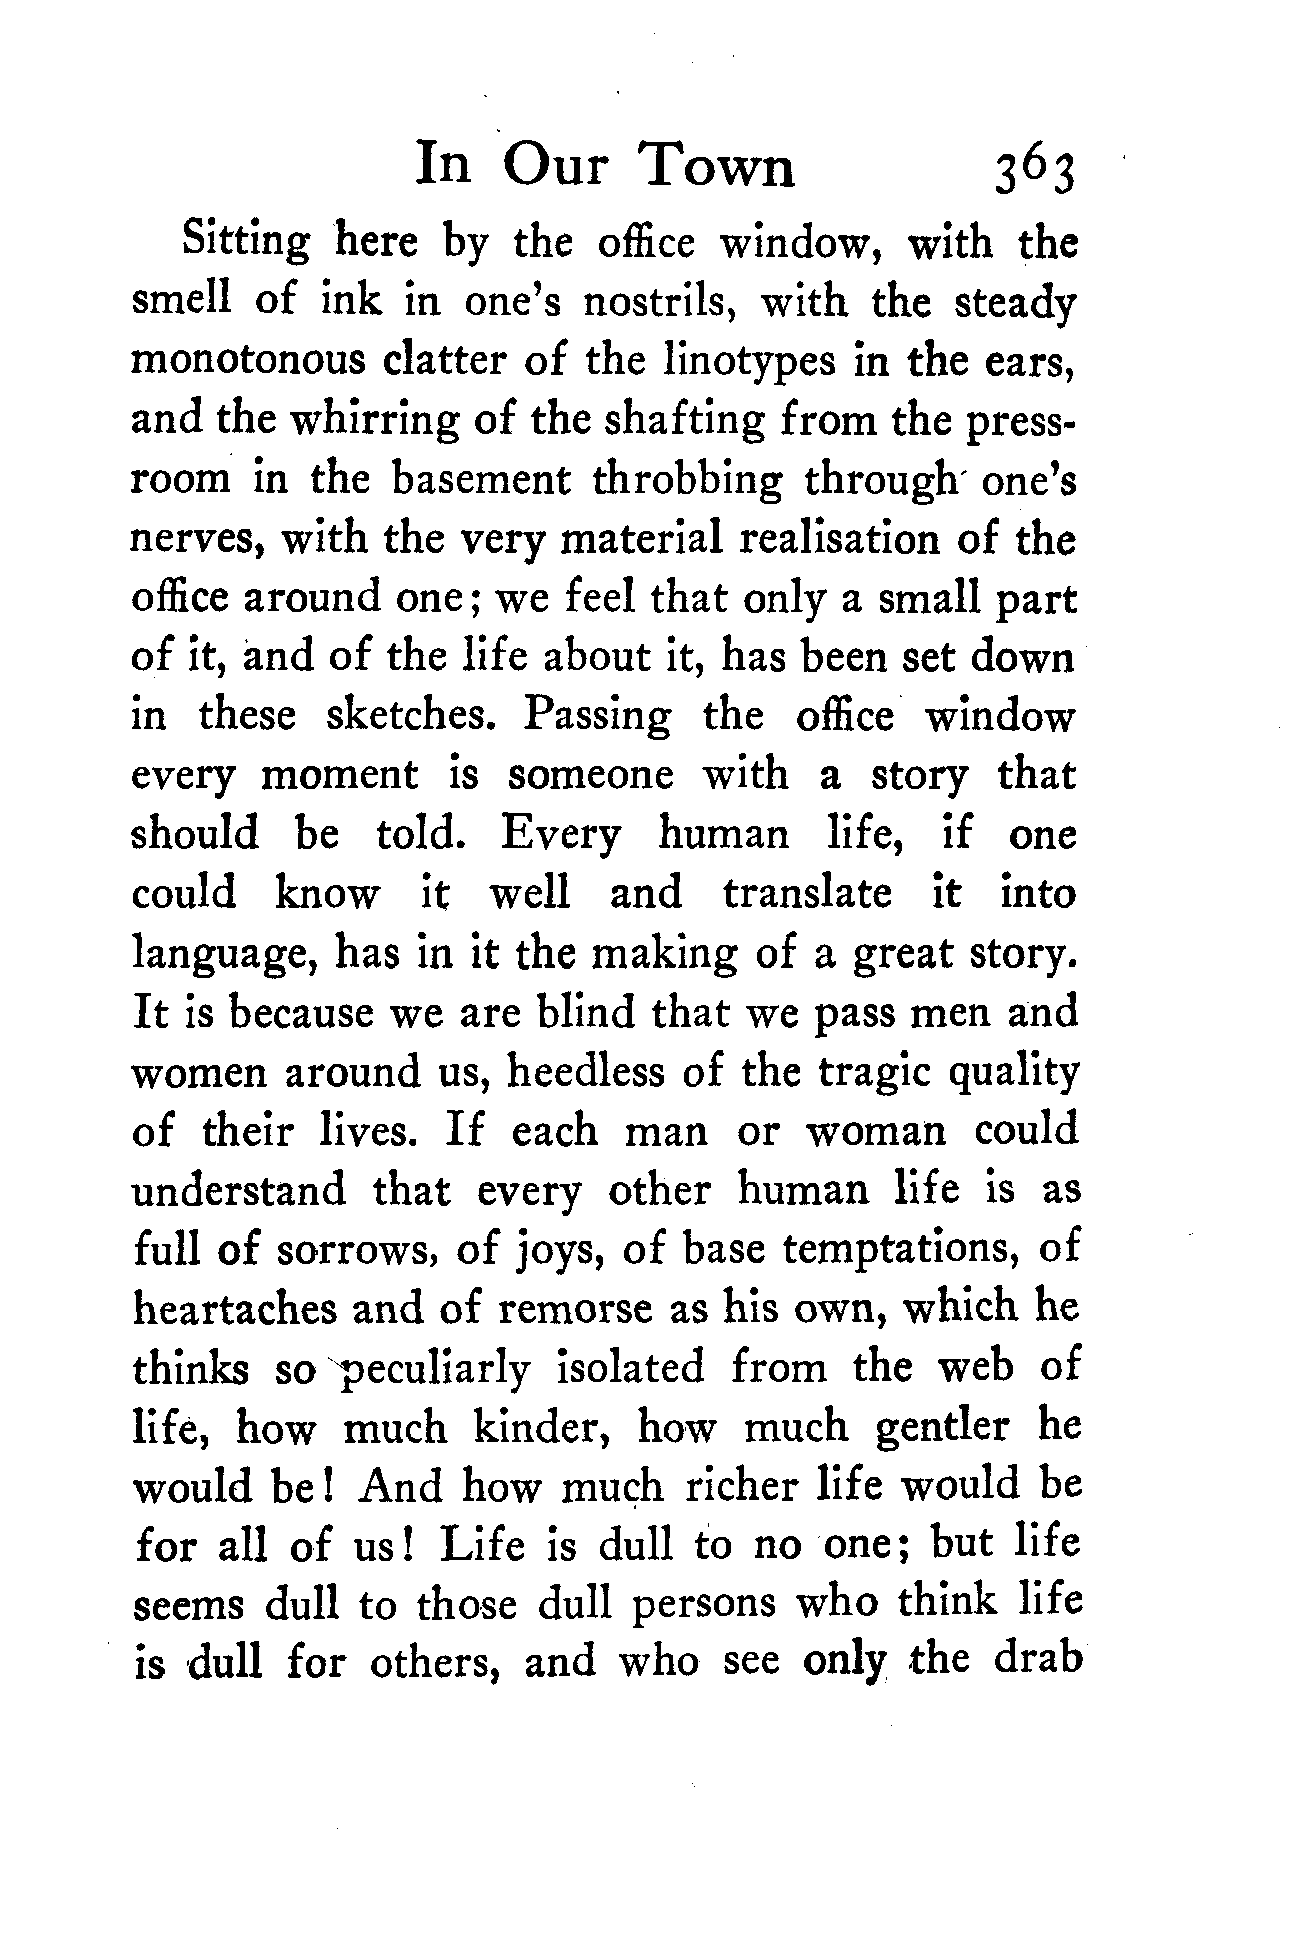 In Our Town 363
Sitting here by the office window, with the
smell of ink in one's nostrils, with the steady
monotonous clatter of the linotypes in the ears,
and the whirring of the shafting from the press-
room in the basement throbbing through one's
nerves, with the very material realisation of the
office around one; we feel that only a small part
of it, and of the life about it, has been set down
in these sketches. Passing the office window
every moment is someone with a story that
should be told. Every human life, if one
could know it well and translate it into
language, has in it the making of a great story.
It is because we are blind that we pass men and
women around us, heedless of the tragic quality
of their lives. If each man or woman could
understand that every other human life is as
full of sorrows, of joys, of base temptations, of
heartaches and of remorse as his own, which he
thinks so peculiarly isolated from the web of
life, how much kinder, how much gentler he
would be! And how much richer life would be
for all of us! Life is dull to no one; but life
seems dull to those dull persons who think life
is dull for others, and who see only the drab